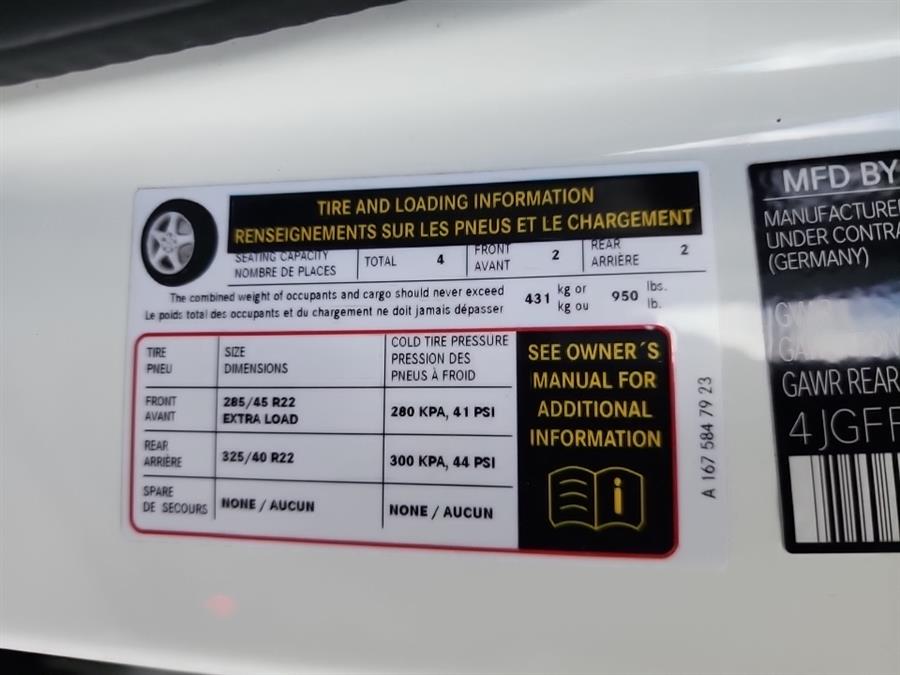 TIRE AND LOADING INFORMATION
RENSEIGNEMENTS SUR LES PNEUS ET LE CHARGEMENT
SEATING CAPACITY
NOMBRE DE PLACES
TOTAL 4
FRONT
AVANT
2
REAR
ARRIÈRE
2
The combined weight of occupants and cargo should never exceed
Le poids total des occupants et du chargement ne doit jamais dépasser
431
kg or
kg ou
950
lbs.
lb.
TIRE
PNEU
SIZE
DIMENSIONS
COLD TIRE PRESSURE
PRESSION DES
PNEUS À FROID
FRONT
AVANT
285/45 R22
EXTRA LOAD
280 KPA, 41 PSI
REAR
ARRIÈRE
325/40 R22
300 KPA, 44 PSI
SPARE
DE SECOURS
NONE / AUCUN
NONE / AUCUN
SEE OWNER´S
MANUAL FOR
ADDITIONAL
INFORMATION
i
A 167 584 79 23
MFD BY
MANUFACTURE
UNDER CONTRA
(GERMANY)
GAWR REAR
4JGFF